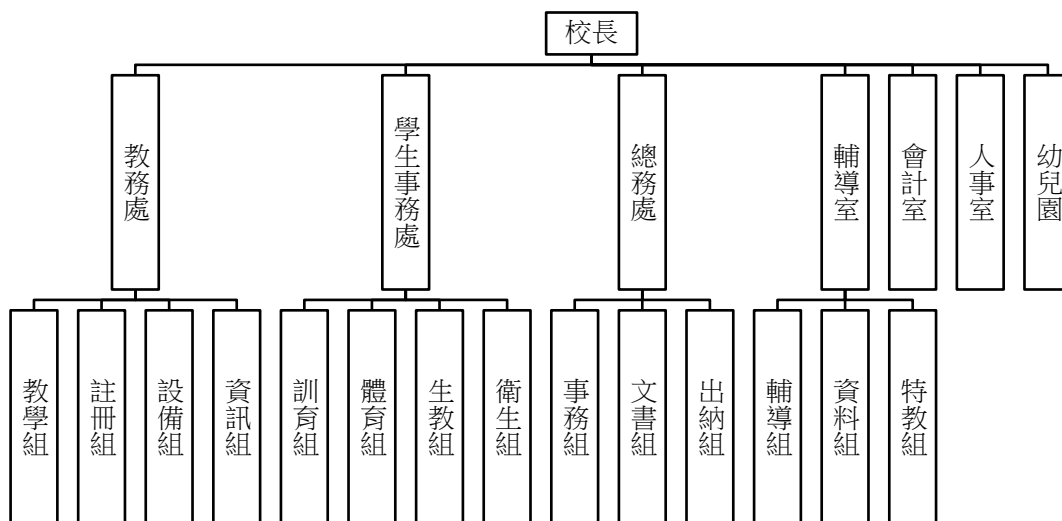 校長
教務處
學生事務處
總務處
輔導室
會計室
人事室
幼兒園
教學組
註冊組
設備組
資訊組
訓育組
體育組
生教組
衛生組
事務組
文書組
出納組
輔導組
資料組
特教組